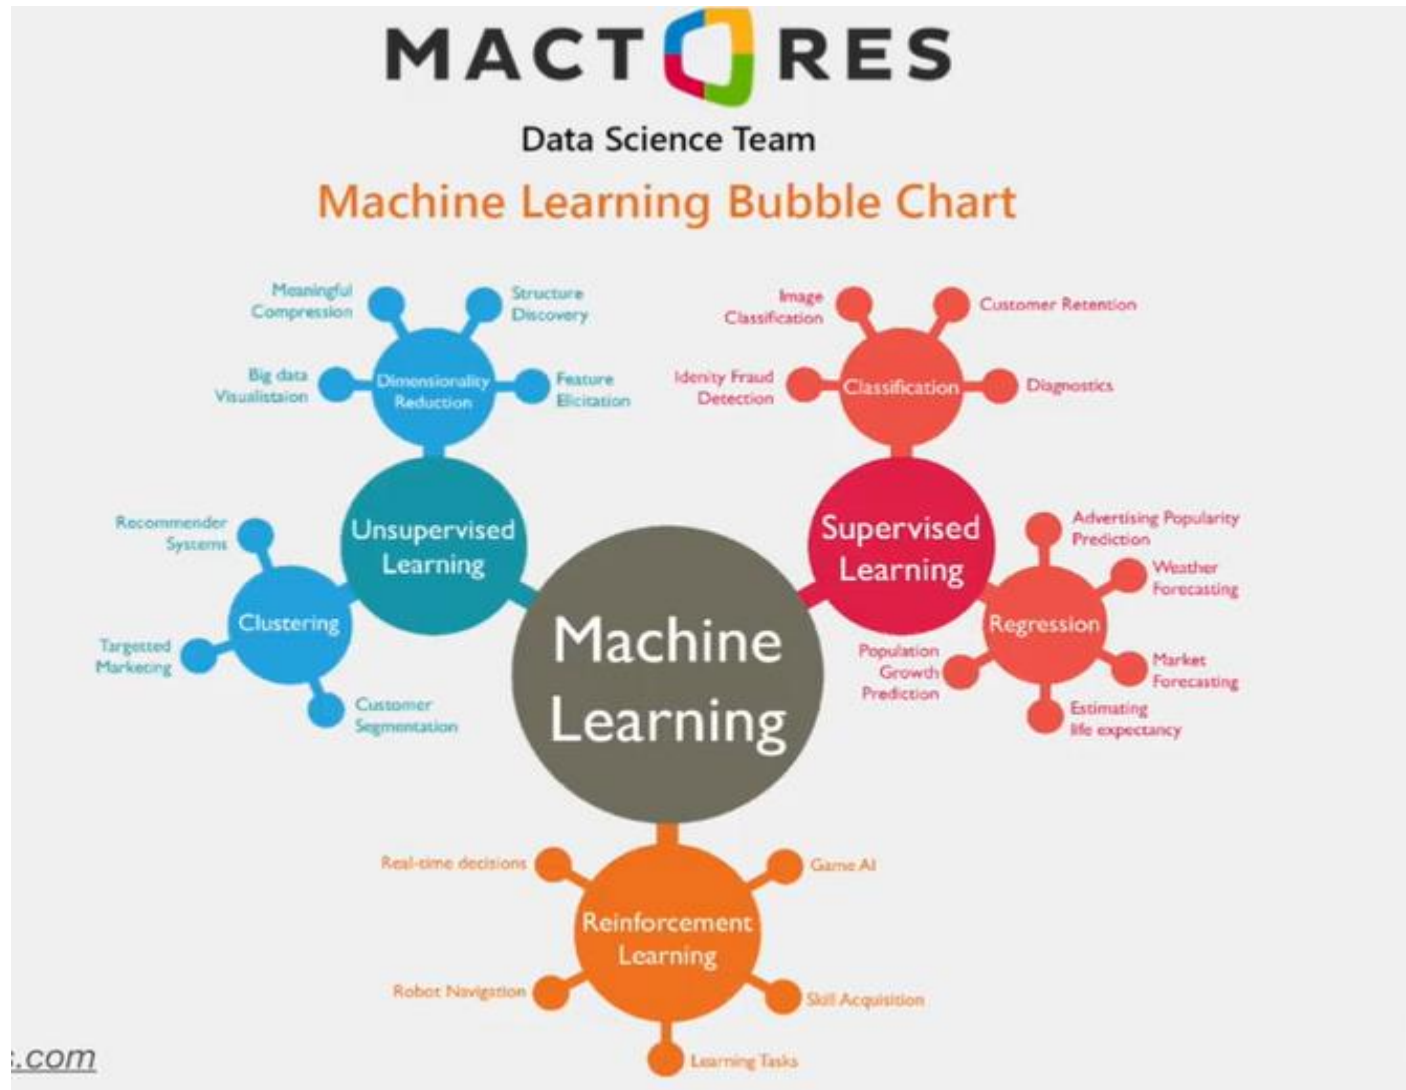 MACTORES
Data Science Team
Machine Learning Bubble Chart
Meaningful
Compression
Structure
Discovery
Big data
Visualistaion
Dimensionality
Reduction
Feature
Elicitation
Image
Classification
Customer Retention
Idenity Fraud
Detection
Classification
Diagnostics
Recommender
Systems
Unsupervised
Learning
Clustering
Targetted
Marketing
Customer
Segmentation
Machine
Learning
Supervised
Learning
Advertising Popularity
Prediction
Weather
Forecasting
Regression
Population
Growth
Prediction
Market
Forecasting
Estimating
life expectancy
Real-time decisions
Game AI
Reinforcement
Learning
Robot Navigation
Skill Acquisition
Learning Tasks
.com